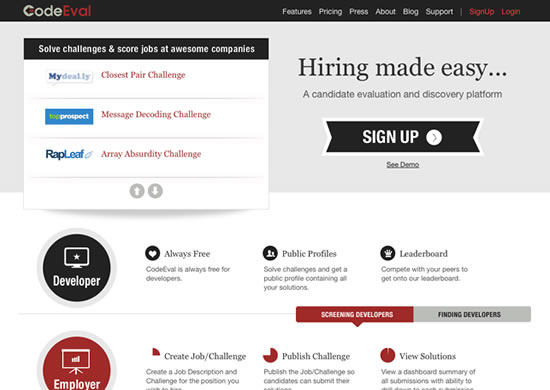 CodeEval
Features Pricing Press About Blog Support | SignUp Login
Solve challenges & score jobs at awesome companies
Mydeal.ly Closest Pair Challenge
topprospect Message Decoding Challenge
RapLeaf Array Absurdity Challenge
Hiring made easy...
A candidate evaluation and discovery platform
SIGN UP
See Demo
Developer
Always Free
CodeEval is always free for
developers.
Public Profiles
Solve challenges and get a
public profile containing all
your solutions.
Leaderboard
Compete with your peers to
get onto our leaderboard.
SCREENING DEVELOPERS FINDING DEVELOPERS
Employer
Create Job/Challenge
Create a Job Description and
Challenge for the position you
wish to hire.
Publish Challenge
Publish the Job/Challenge so
candidates can submit their
solutions.
View Solutions
View a dashboard summary of
all submissions with ability to
drill down to each submission